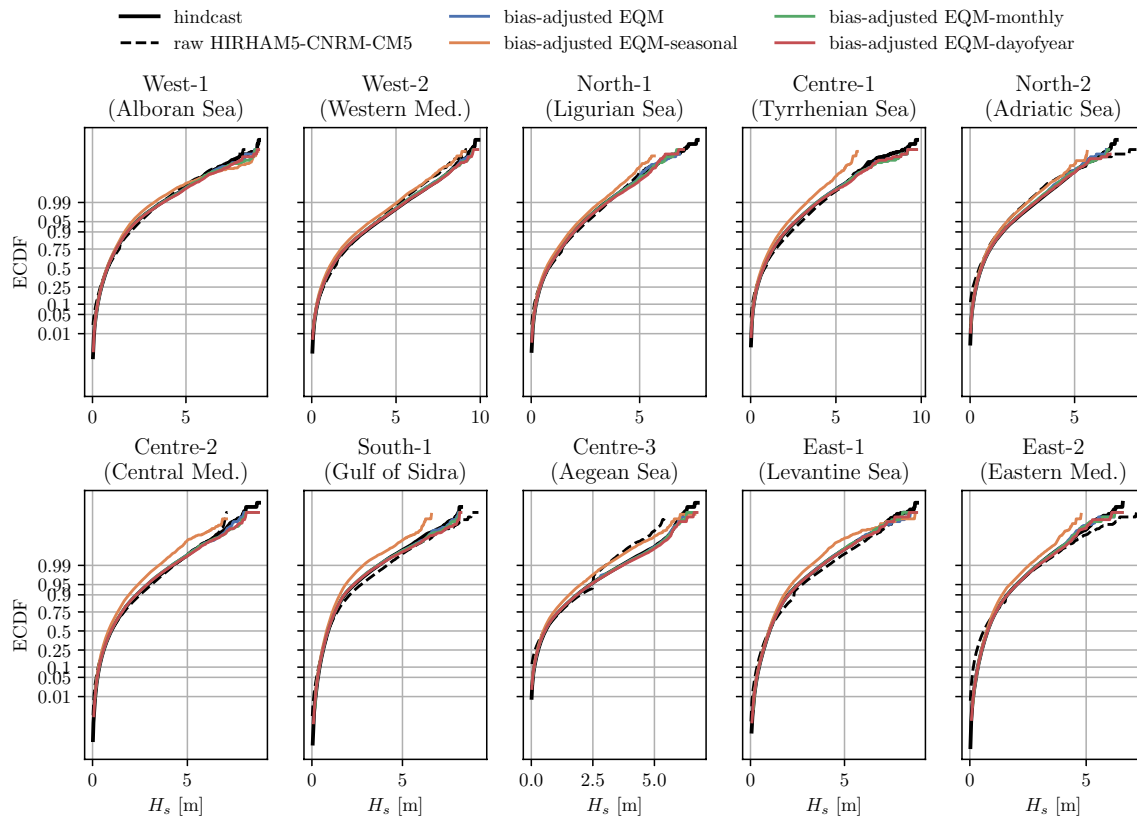 hindcast
bias-adjusted EQM
bias-adjusted EQM-monthly
raw HIRHAM5-CNRM-CM5
bias-adjusted EQM-seasonal
bias-adjusted EQM-dayofyear
West-1
(Alboran Sea)
West-2
(Western Med.)
North-1
(Ligurian Sea)
Centre-1
(Tyrrhenian Sea)
North-2
(Adriatic Sea)
ECDF
0.99
0.95
0.9
0.75
0.5
0.25
0.1
0.05
0.01
0 5
0 5 10
0 5
0 5 10
0 5
Centre-2
(Central Med.)
South-1
(Gulf of Sidra)
Centre-3
(Aegean Sea)
East-1
(Levantine Sea)
East-2
(Eastern Med.)
ECDF
0.99
0.95
0.9
0.75
0.5
0.25
0.1
0.05
0.01
0 5
0 5
0.0 2.5 5.0
0 5
0 5
H_s [m]
H_s [m]
H_s [m]
H_s [m]
H_s [m]